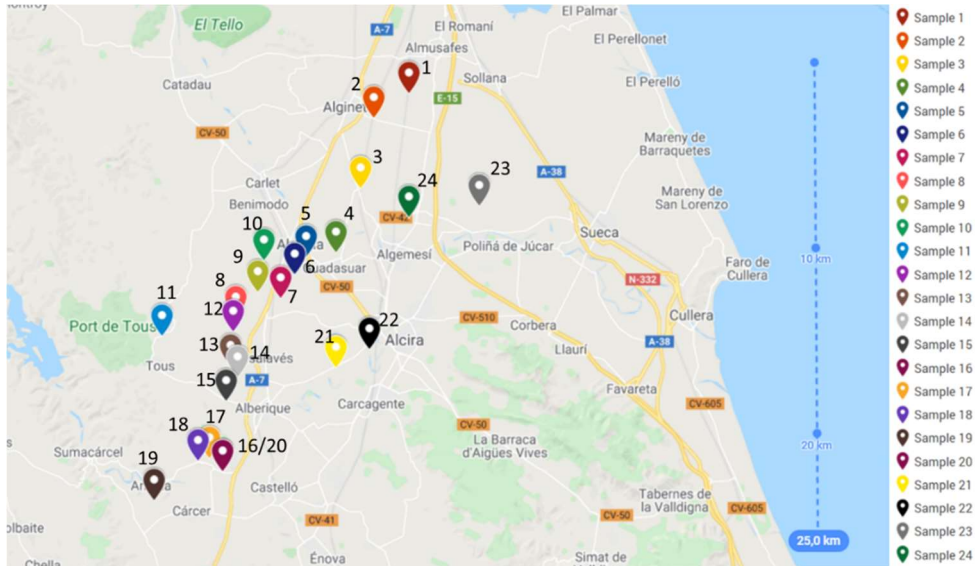 El Tello
A-7
El Romaní
Almusafes
El Palmar
El Perellonet
1
Sollana
El Perelló
Catadau
2
E-15
CV-50
Mareny de
Barraquetes
3
A-38
23
Carlet
24
Mareny de
San Lorenzo
Benimodo
5
4
10
Sueca
Poliñá de Júcar
Algemesí
6
9
Guadasuar
Faro de
Cullera
10 km
8
7
CV-50
N-332
11
12
22
CV-510
Cullera
Port de Tous
Corbera
21
Alcira
A-38
13
14
Llaurí
Tous
15
A-7
Favareta
Alberique
Carcagente
CV-605
18
17
CV-50
La Barraca
d'Aigües Vives
20 km
16/20
Sumacárcel
19
Castelló
Tabernes de
la Valldigna
Cárcer
CV-605
CV-41
CV-50
25,0 km
Énova
Simat de
Chella
Sample 1
Sample 2
Sample 3
Sample 4
Sample 5
Sample 6
Sample 7
Sample 8
Sample 9
Sample 10
Sample 11
Sample 12
Sample 13
Sample 14
Sample 15
Sample 16
Sample 17
Sample 18
Sample 19
Sample 20
Sample 21
Sample 22
Sample 23
Sample 24